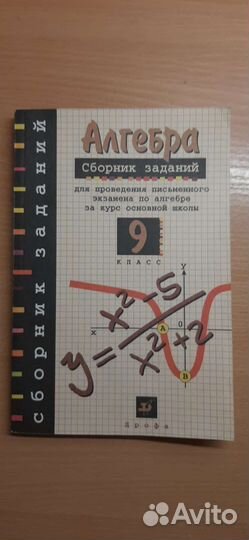 сборник заданий
Алгебра
Сборник заданий
для проведения письменного
экзамена по алгебре
за курс основной школы
9
КЛАСС
y
y = x² - 5 / x² + 2
x
A
0
B
Дрофа
Avito